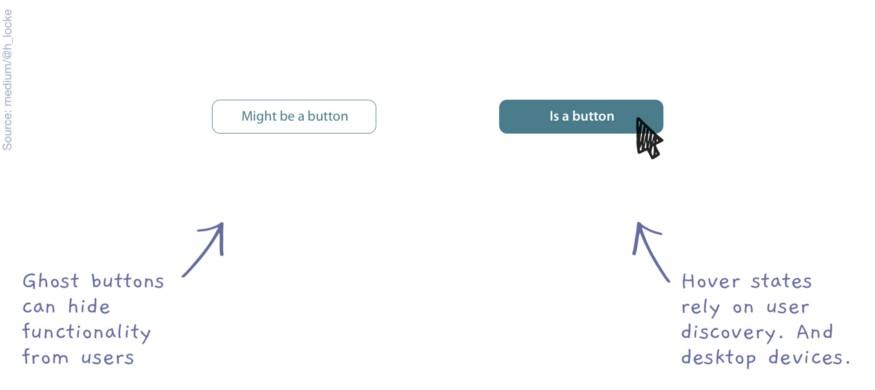 Source: medium/@h_locke
Might be a button
Is a button
Ghost buttons
can hide
functionality
from users
Hover states
rely on user
discovery. And
desktop devices.